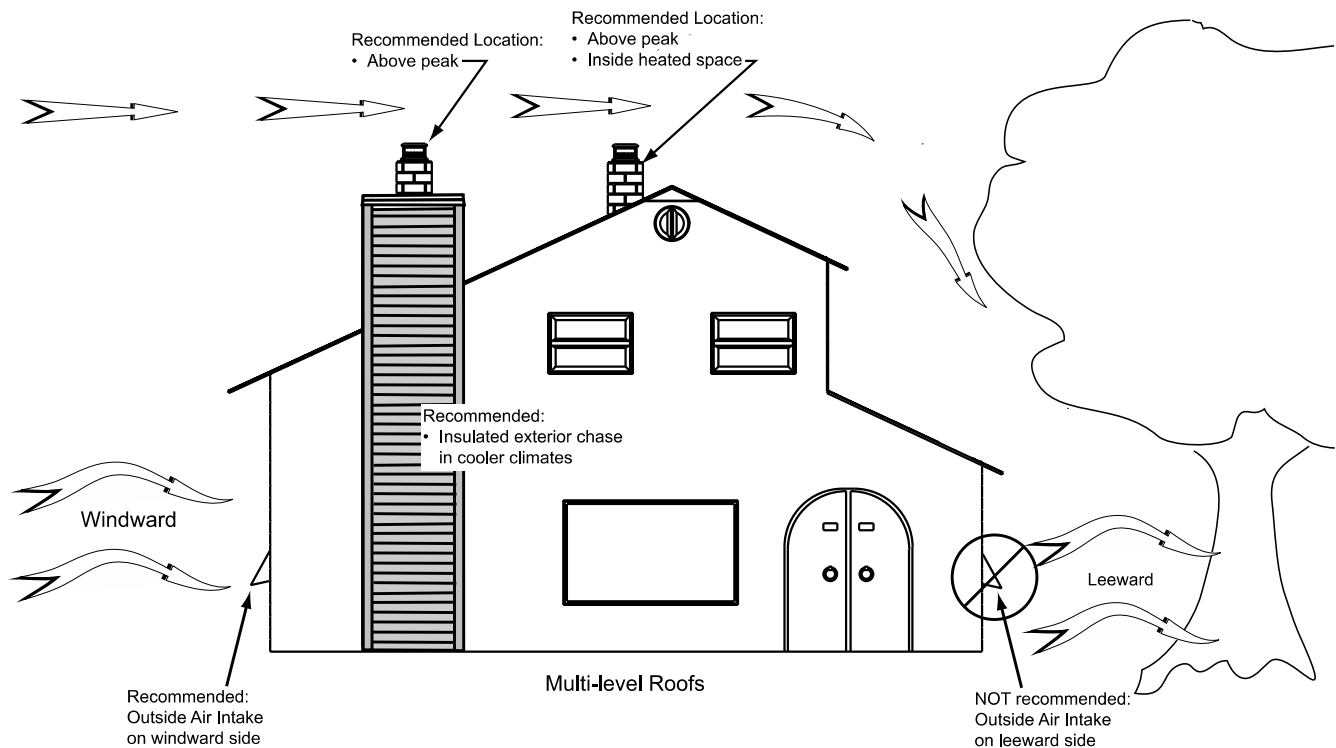 Recommended Location:
• Above peak
Recommended Location:
• Above peak
• Inside heated space
Recommended:
• Insulated exterior chase
in cooler climates
Windward
Leeward
Recommended:
Outside Air Intake
on windward side
Multi-level Roofs
NOT recommended:
Outside Air Intake
on leeward side